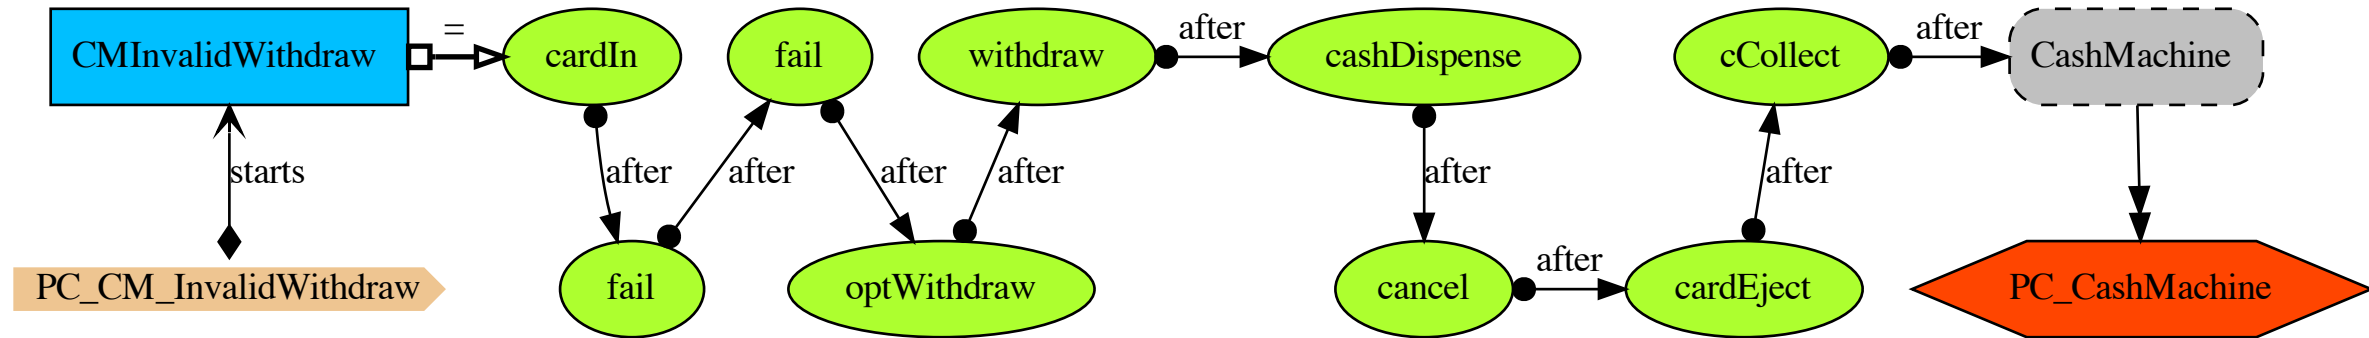 CMInvalidWithdraw
=
cardIn
fail
withdraw
after
cashDispense
cCollect
after
CashMachine
starts
after
after
after
after
after
after
PC_CM_InvalidWithdraw
fail
optWithdraw
cancel
after
cardEject
PC_CashMachine